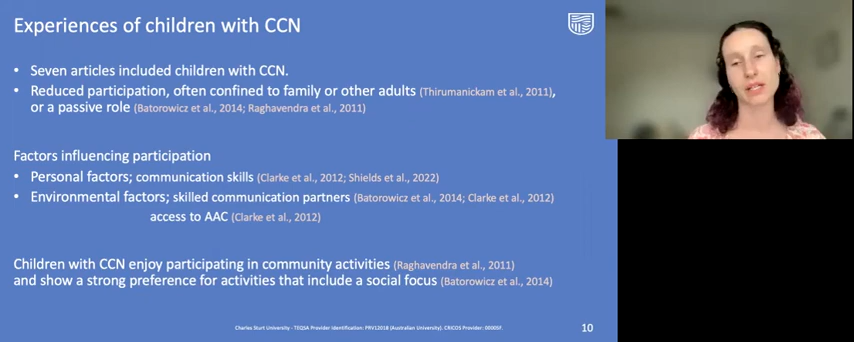 Experiences of children with CCN
• Seven articles included children with CCN.
• Reduced participation, often confined to family or other adults (Thirumanickam et al., 2011),
or a passive role (Batorowicz et al., 2014; Raghavendra et al., 2011)
Factors influencing participation
• Personal factors; communication skills (Clarke et al., 2012; Shields et al., 2022)
• Environmental factors; skilled communication partners (Batorowicz et al., 2014; Clarke et al., 2012)
access to AAC (Clarke et al., 2012)
Children with CCN enjoy participating in community activities (Raghavendra et al., 2011)
and show a strong preference for activities that include a social focus (Batorowicz et al., 2014)
Charles Sturt University - TEQSA Provider Identification: PRV12018 (Australian University). CRICOS Provider: 00005F.
10